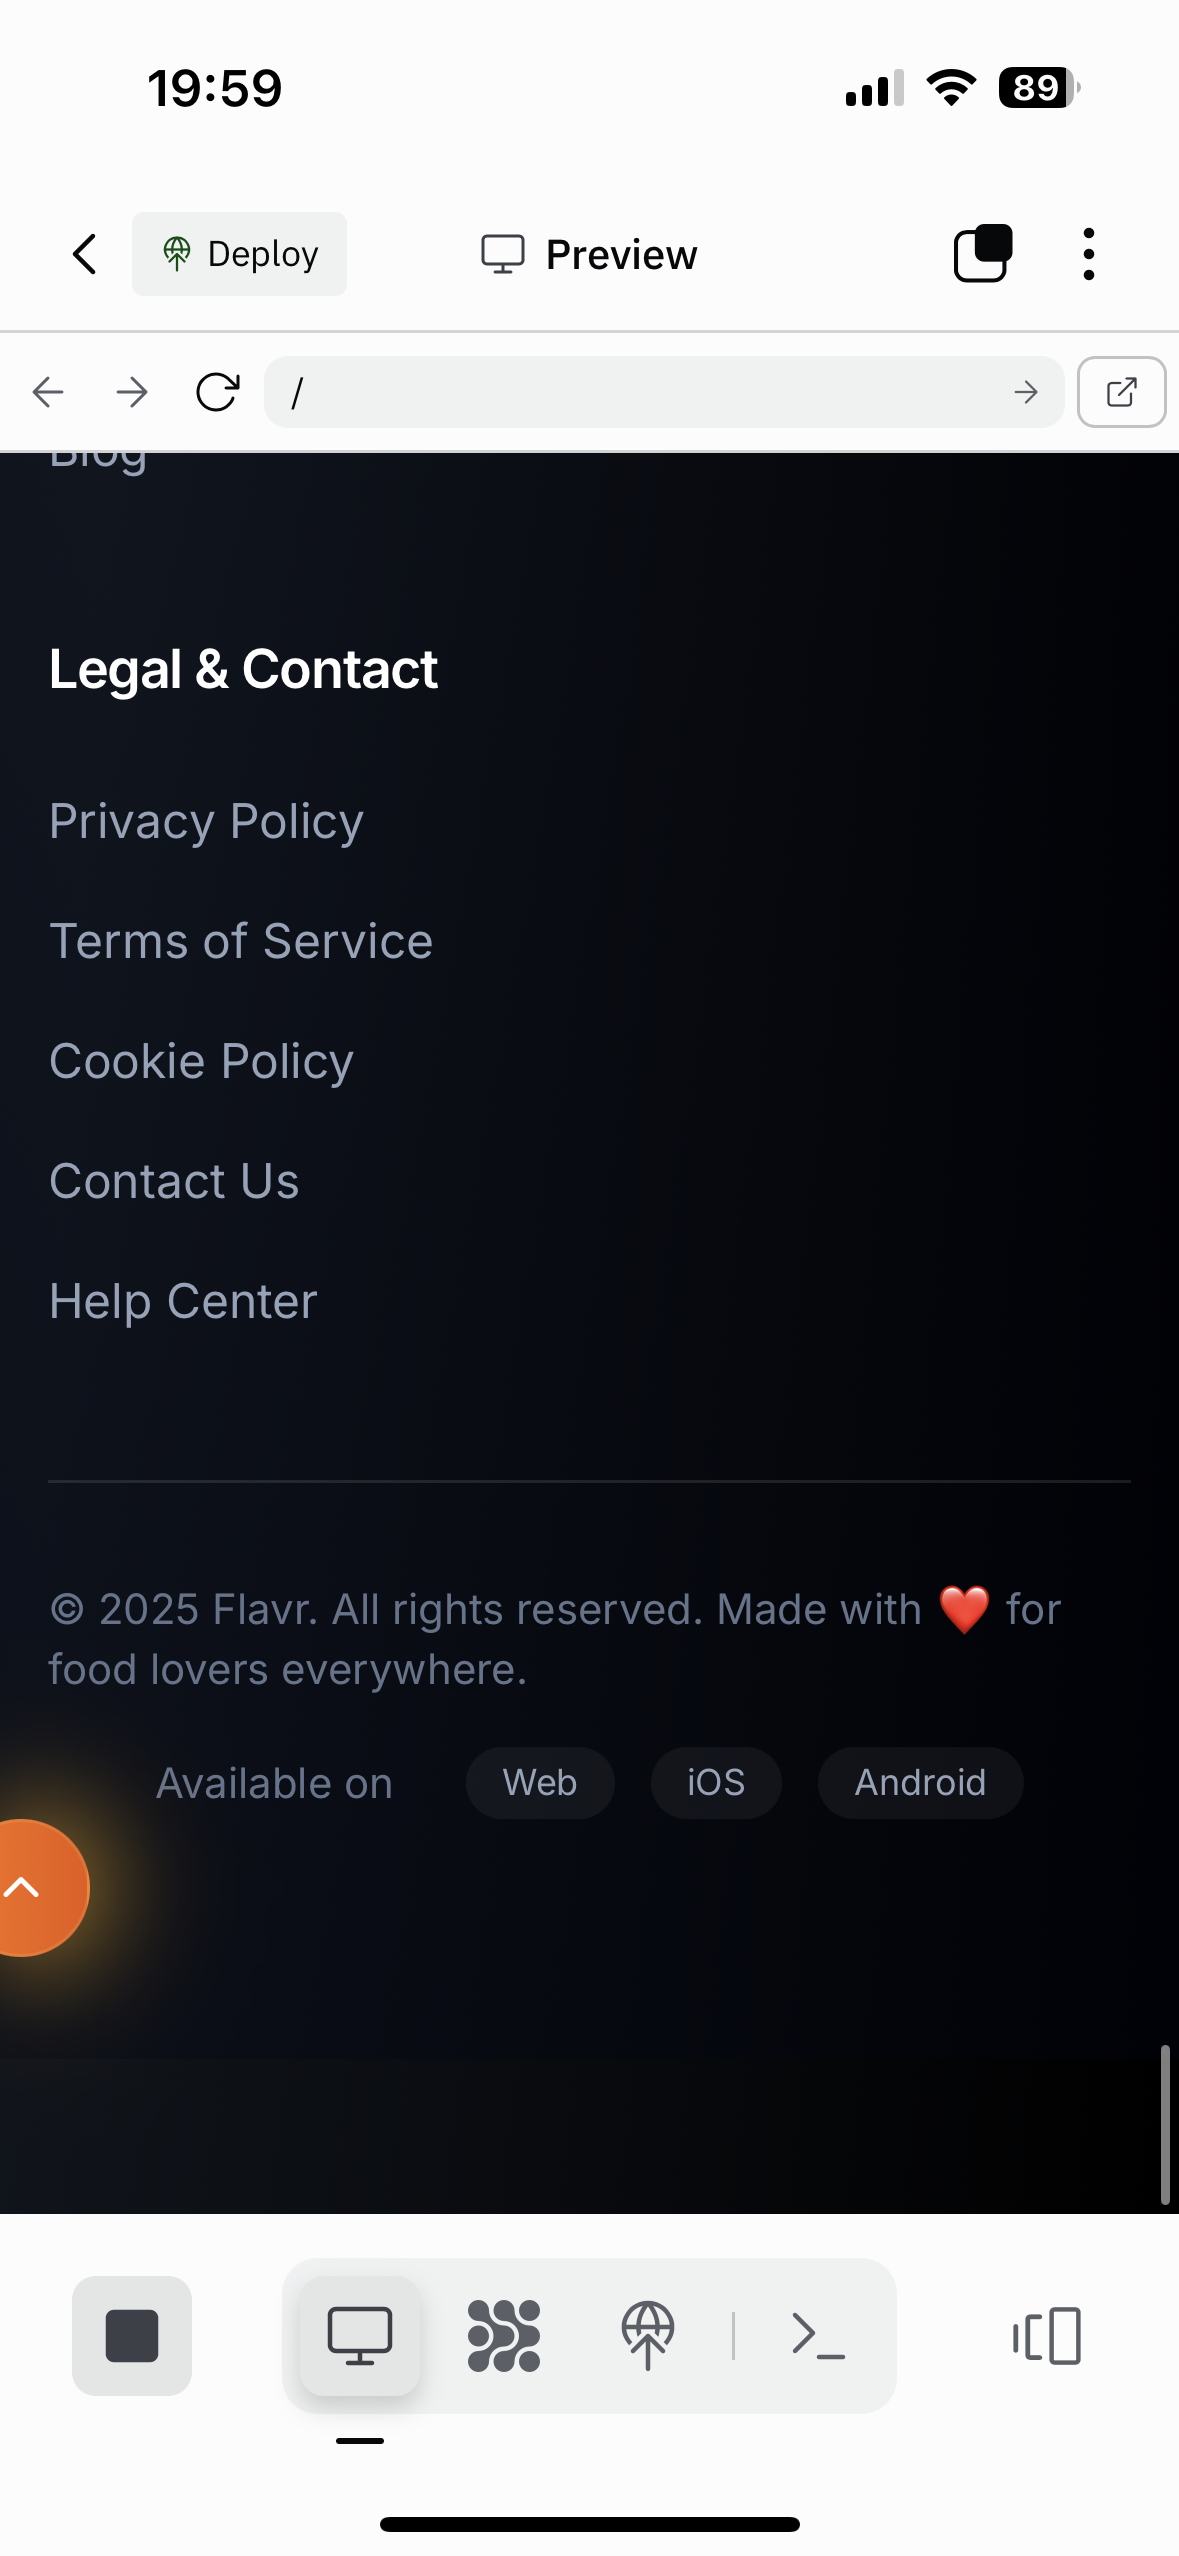 19:59
89
Deploy
Preview
/
Blog
Legal & Contact
Privacy Policy
Terms of Service
Cookie Policy
Contact Us
Help Center
© 2025 Flavr. All rights reserved. Made with ❤️ for
food lovers everywhere.
Available on Web iOS Android